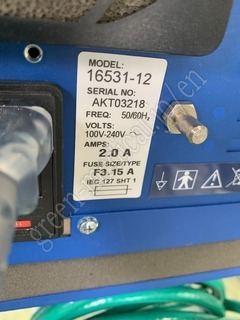 MODEL:
16531-12
SERIAL NO:
AKT03218
FREQ: 50/60H,
VOLTS:
100V-240V
AMPS:
2.0 A
FUSE SIZE/TYPE
F3.15 A
IEC 127 SHT 1